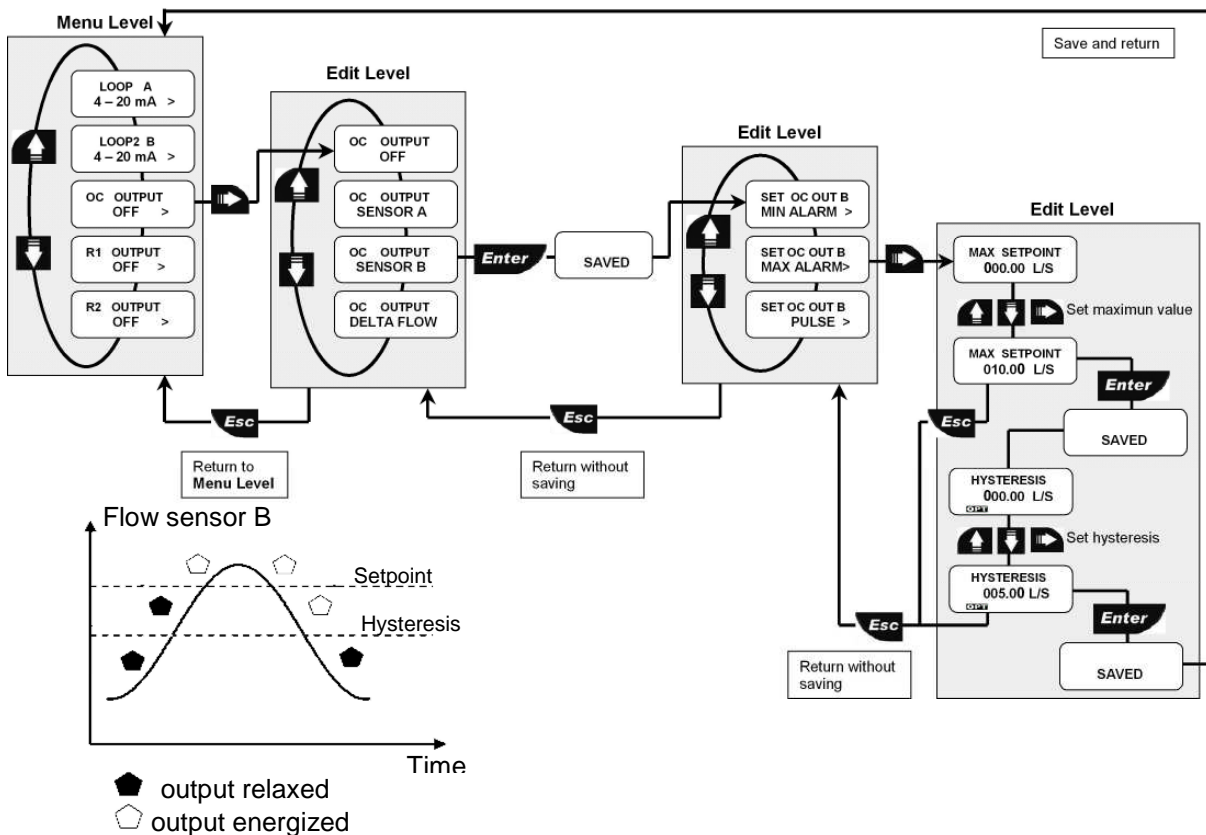 Menu Level
LOOP A
4 – 20 mA >
LOOP2 B
4 – 20 mA >
OC OUTPUT
OFF >
R1 OUTPUT
OFF >
R2 OUTPUT
OFF >
Edit Level
OC OUTPUT
OFF
OC OUTPUT
SENSOR A
OC OUTPUT
SENSOR B
OC OUTPUT
DELTA FLOW
Enter
SAVED
Edit Level
SET OC OUT B
MIN ALARM >
SET OC OUT B
MAX ALARM>
SET OC OUT B
PULSE >
Save and return
Edit Level
MAX SETPOINT
000.00 L/S
Set maximun value
MAX SETPOINT
010.00 L/S
Enter
SAVED
HYSTERESIS
000.00 L/S
OPT
Set hysteresis
HYSTERESIS
005.00 L/S
OPT
Enter
SAVED
Esc
Return to
Menu Level
Esc
Return without
saving
Esc
Esc
Return without
saving
Flow sensor B
Setpoint
Hysteresis
Time
output relaxed
output energized